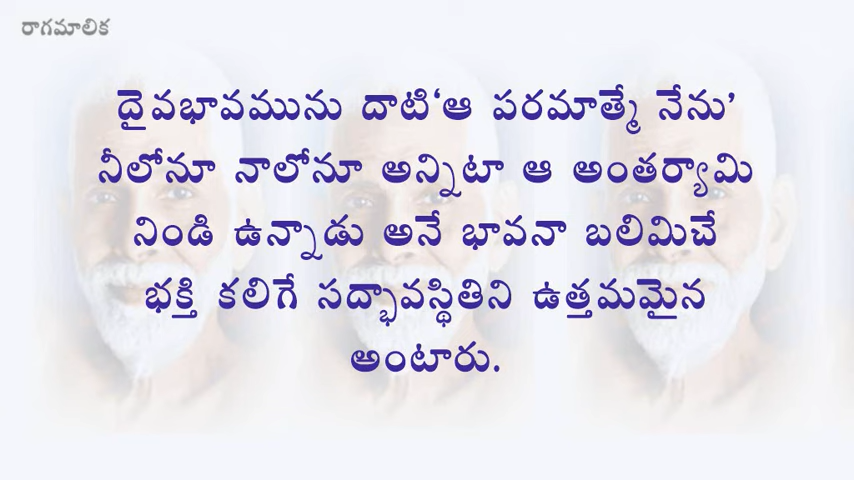 రాగమాలిక
దైవభావమును దాటి‘ఆ పరమాత్మే నేను’
నీలోనూ నాలోనూ అన్నిటా ఆ అంతర్యామి
నిండి ఉన్నాడు అనే భావనా బలిమిచే
భక్తి కలిగే సద్భావస్థితిని ఉత్తమమైన
అంటారు.